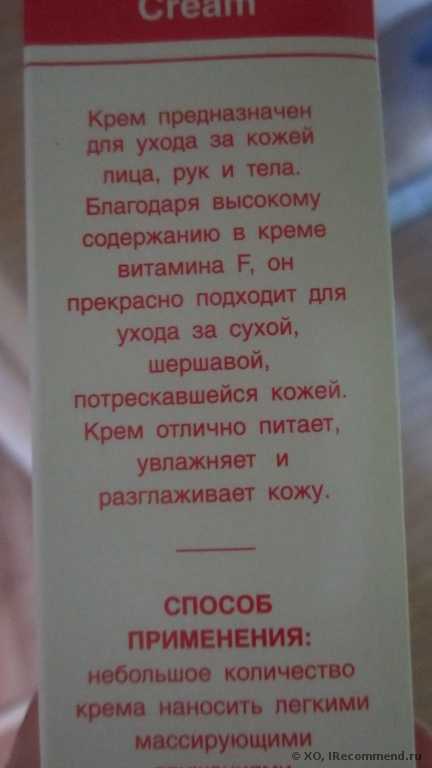 Cream
Крем предназначен
для ухода за кожей
лица, рук и тела.
Благодаря высокому
содержанию в креме
витамина F, он
прекрасно подходит для
ухода за сухой,
шершавой,
потрескавшейся кожей.
Крем отлично питает,
увлажняет и
разглаживает кожу.
СПОСОБ
ПРИМЕНЕНИЯ:
небольшое количество
крема наносить легкими
массирующими
© XO, IRecommend.ru